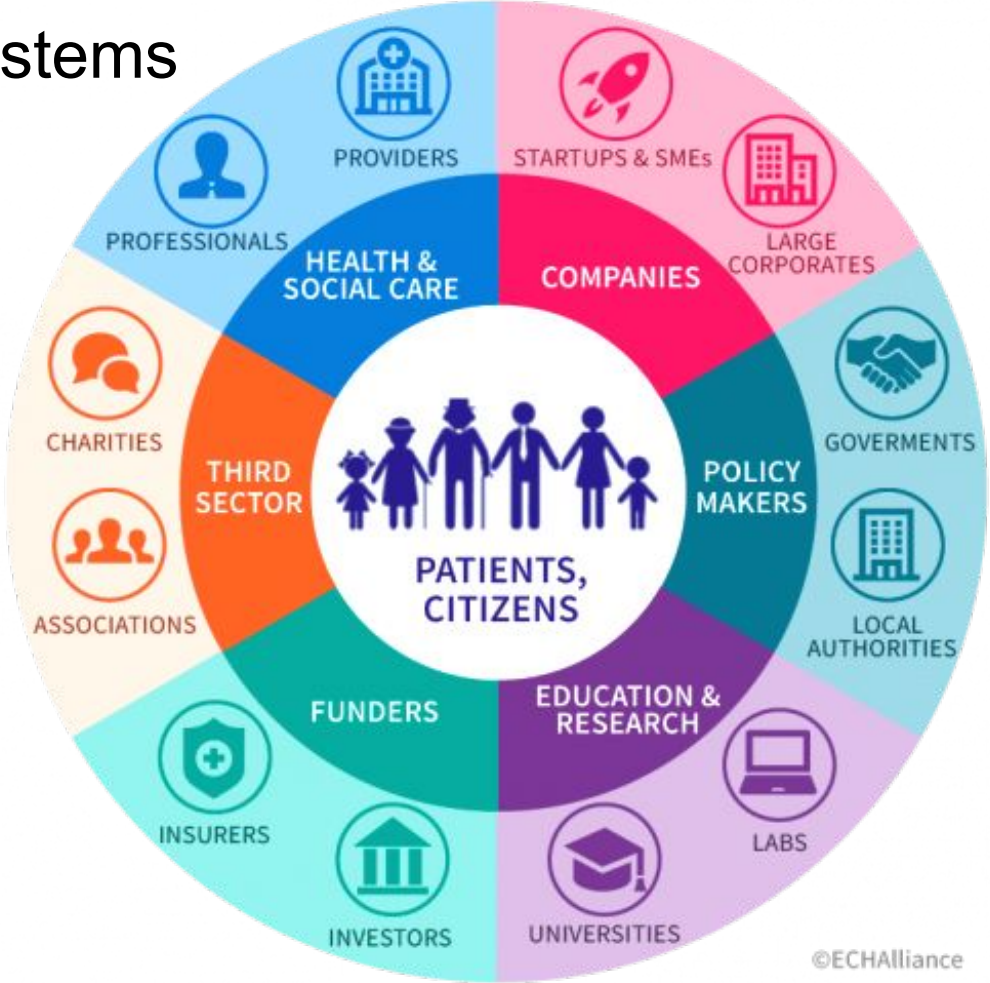 stems
PROVIDERS
STARTUPS & SMEs
PROFESSIONALS
LARGE
CORPORATES
HEALTH &
SOCIAL CARE
COMPANIES
CHARITIES
GOVERMENTS
THIRD
SECTOR
POLICY
MAKERS
PATIENTS,
CITIZENS
ASSOCIATIONS
LOCAL
AUTHORITIES
FUNDERS
EDUCATION &
RESEARCH
INSURERS
LABS
INVESTORS
UNIVERSITIES
©ECHAlliance